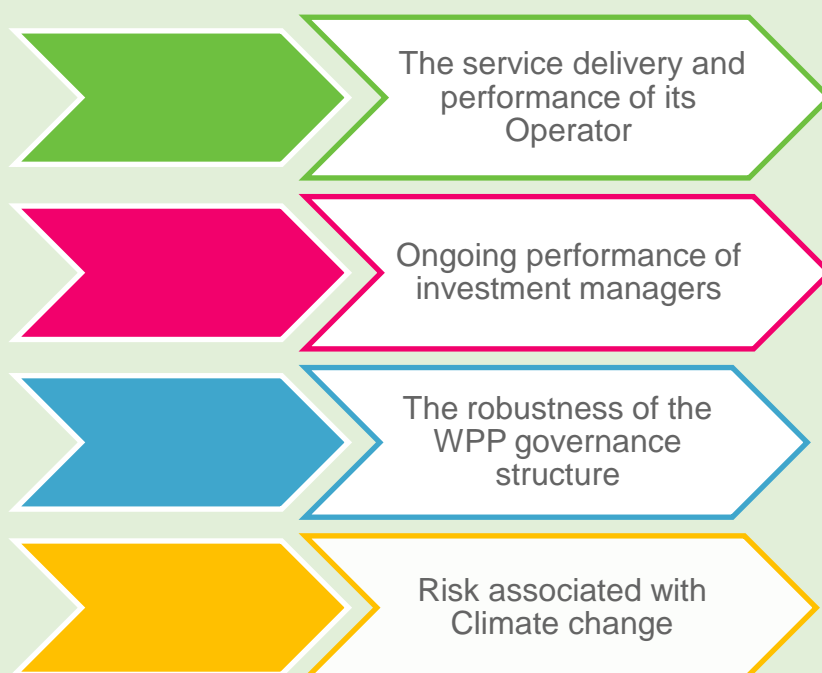 The service delivery and
performance of its
Operator
Ongoing performance of
investment managers
The robustness of the
WPP governance
structure
Risk associated with
Climate change